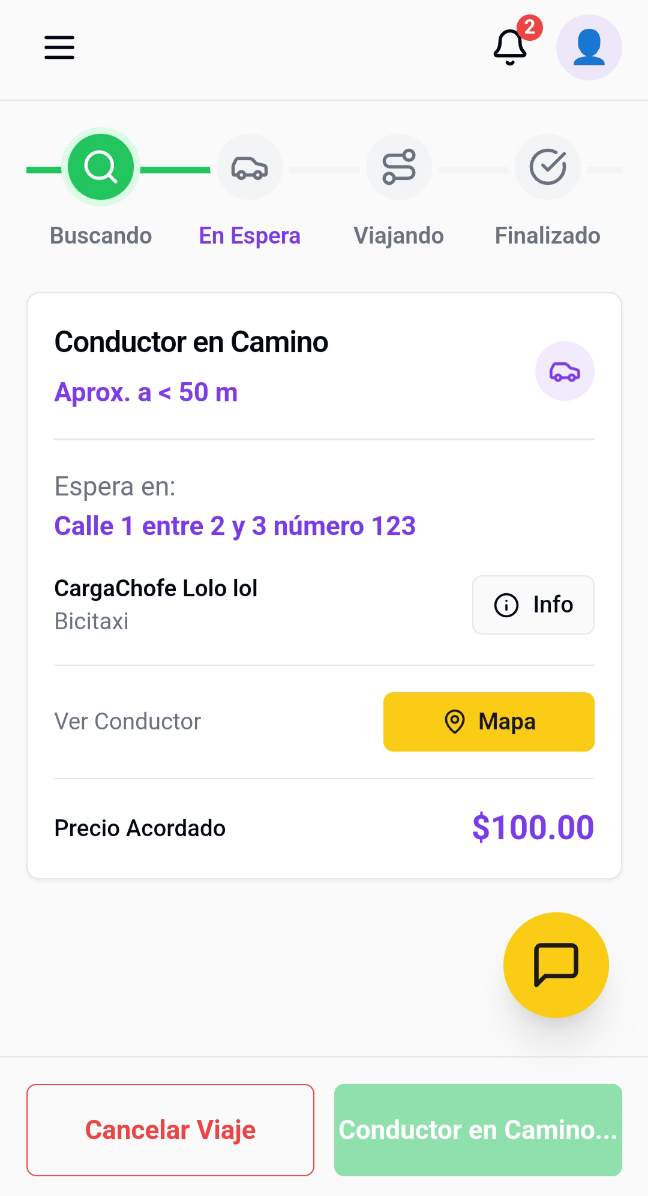 2
Buscando
En Espera
Viajando
Finalizado
Conductor en Camino
Aprox. a < 50 m
Espera en:
Calle 1 entre 2 y 3 número 123
CargaChofe Lolo lol
Bicitaxi
Info
Ver Conductor
Mapa
Precio Acordado
$100.00
Cancelar Viaje
Conductor en Camino...